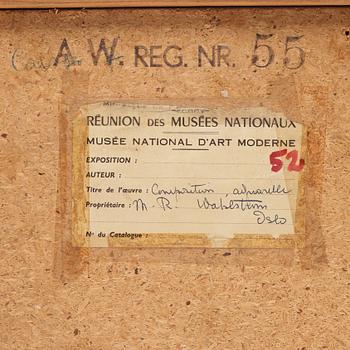 A.W. REG. NR. 55
RÉUNION DES MUSÉES NATIONAUX
MUSÉE NATIONAL D'ART MODERNE
52
EXPOSITION :
AUTEUR :
Titre de l'œuvre : Composition, aquarelle
Propriétaire : M. R. Wahlström
Oslo
N° du Catalogue :